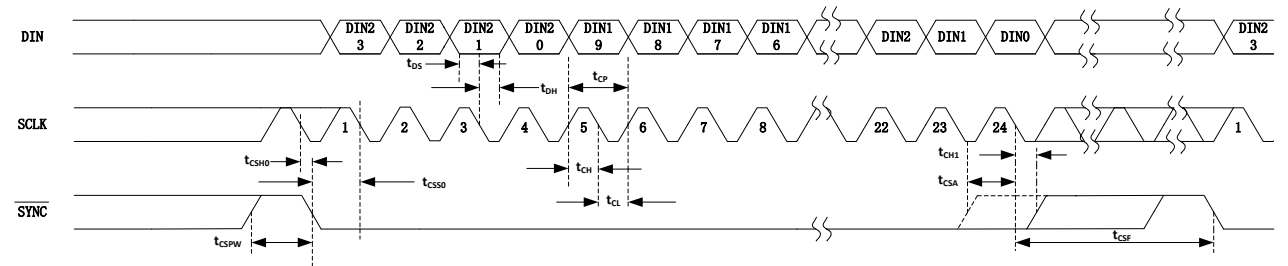 DIN
DIN2
3
DIN2
2
DIN2
1
DIN2
0
DIN1
9
DIN1
8
DIN1
7
DIN1
6
DIN2
DIN1
DIN0
DIN2
3
tDS
tDH
tCP
SCLK
1
2
3
4
5
6
7
8
22
23
24
1
tCSH0
tCSS0
tCH
tCL
tCH1
tCSA
SYNC
tCSPW
tCSF